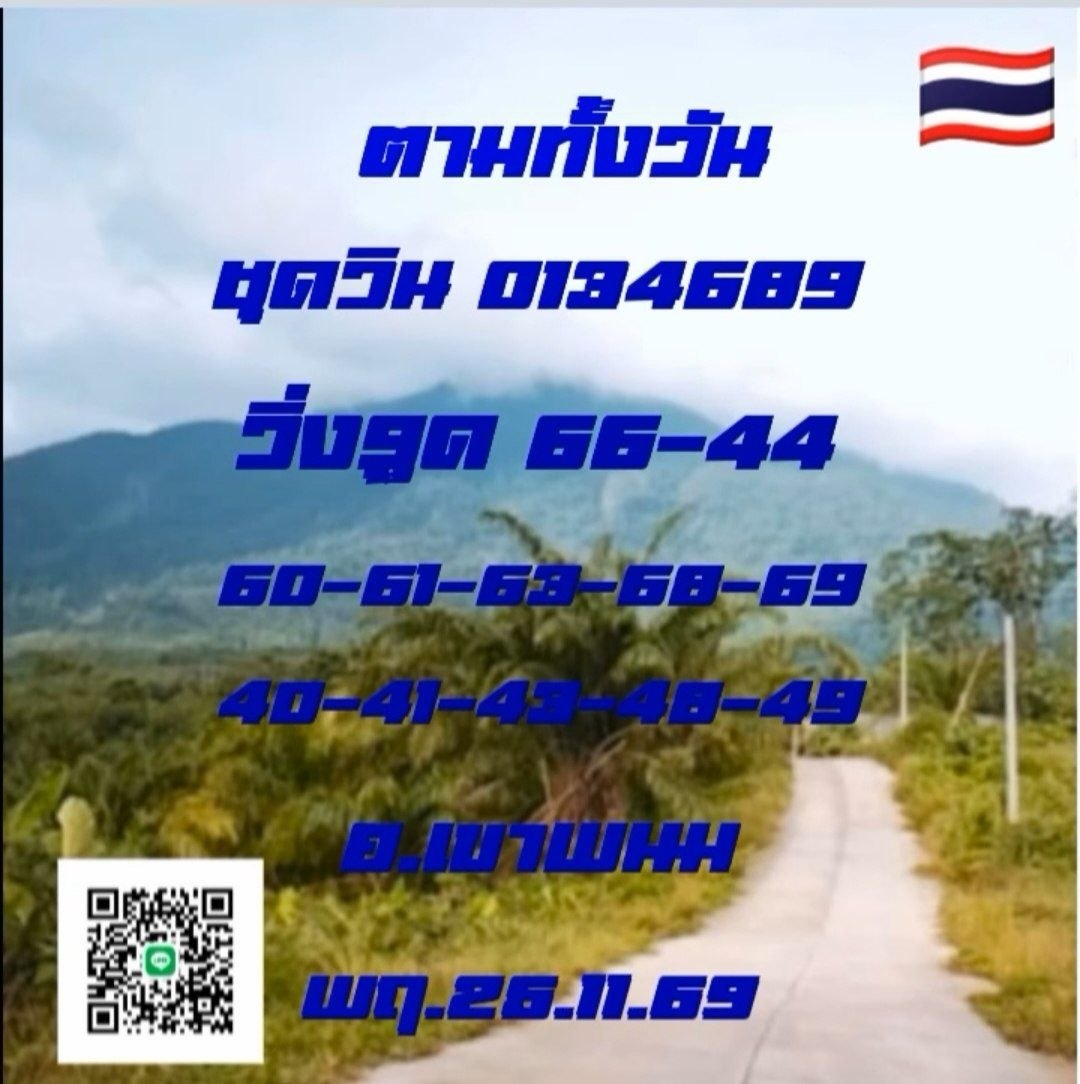 ตามทั้งวัน
ชุดวิน 0134689
วิ่งรูด 66-44
60-61-63-68-69
40-41-43-48-49
อ.เขาพนม
พฤ.26.11.69